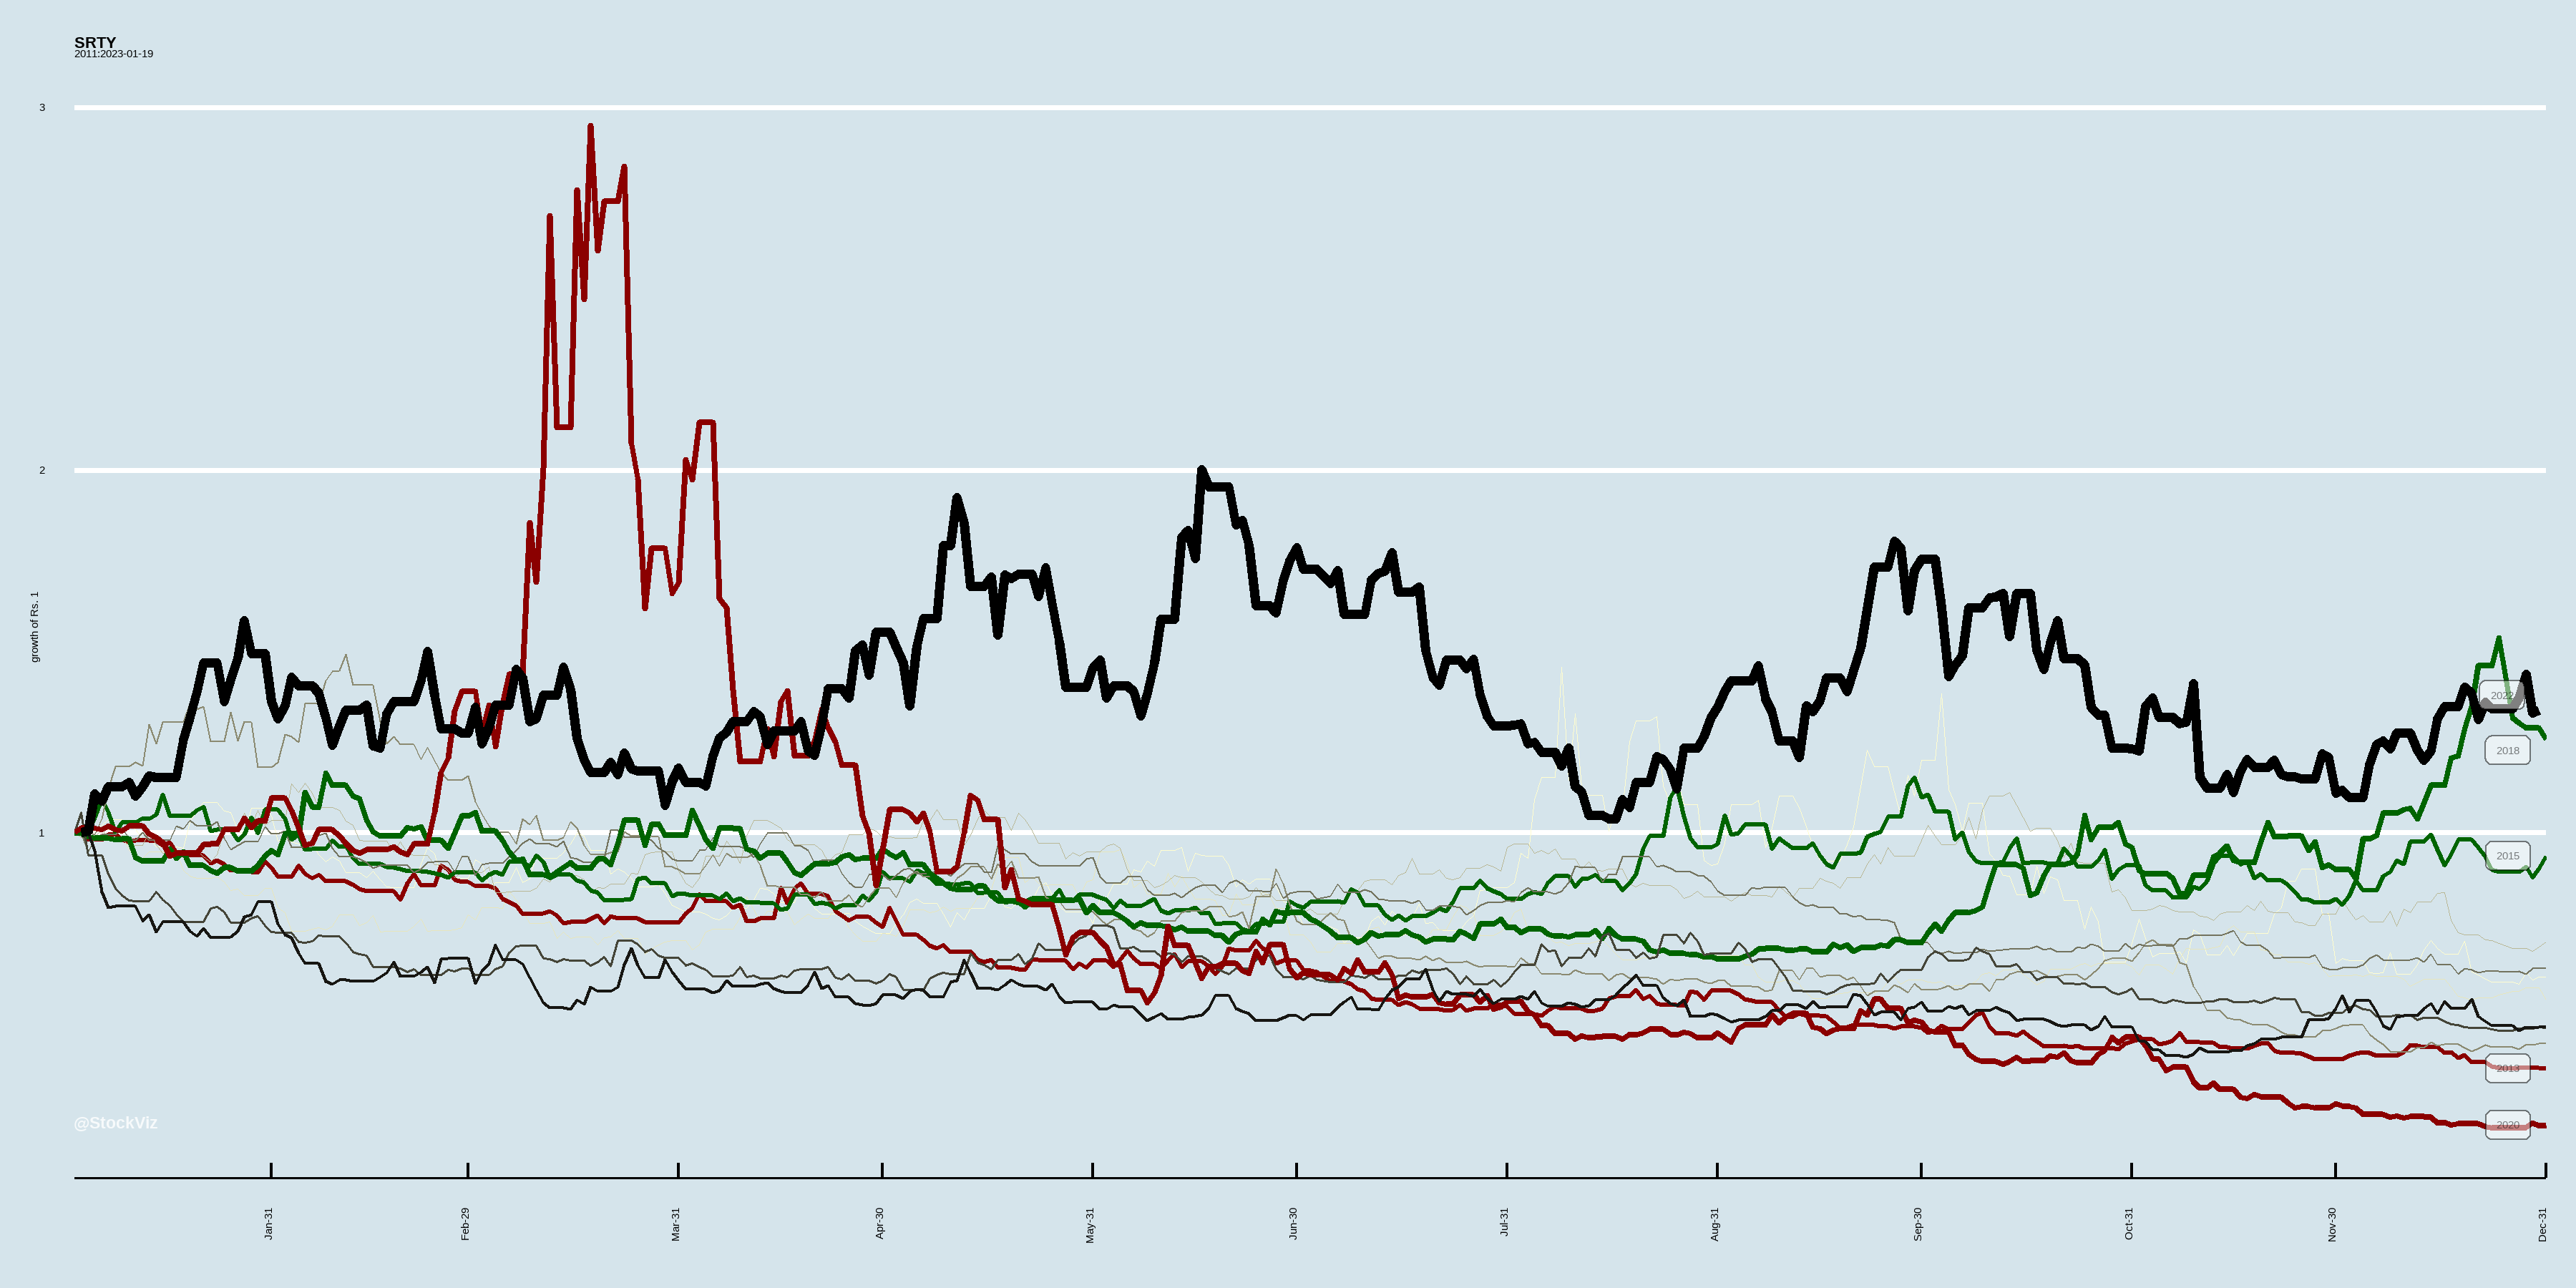 SRTY
2011:2023-01-19
3
2
1
growth of Rs. 1
2022
2018
2015
2013
2020
@StockViz
Jan-31
Feb-29
Mar-31
Apr-30
May-31
Jun-30
Jul-31
Aug-31
Sep-30
Oct-31
Nov-30
Dec-31